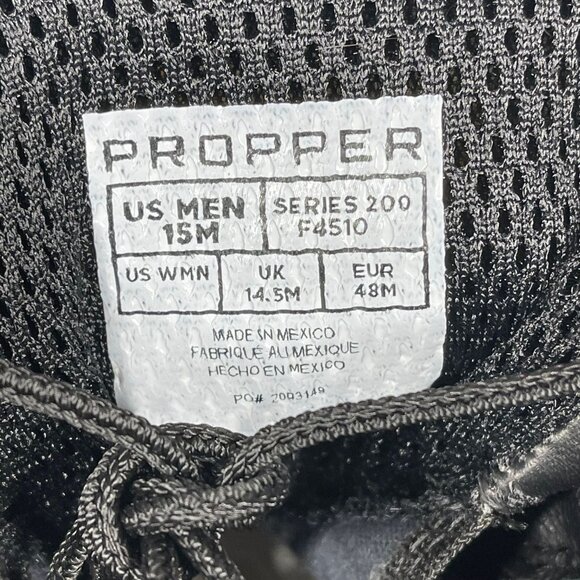 PROPPER
US MEN
15M
SERIES 200
F4510
US WMN
UK
14.5M
EUR
48M
MADE IN MEXICO
FABRIQUE AU MEXIQUE
HECHO EN MEXICO
PO# 2003149